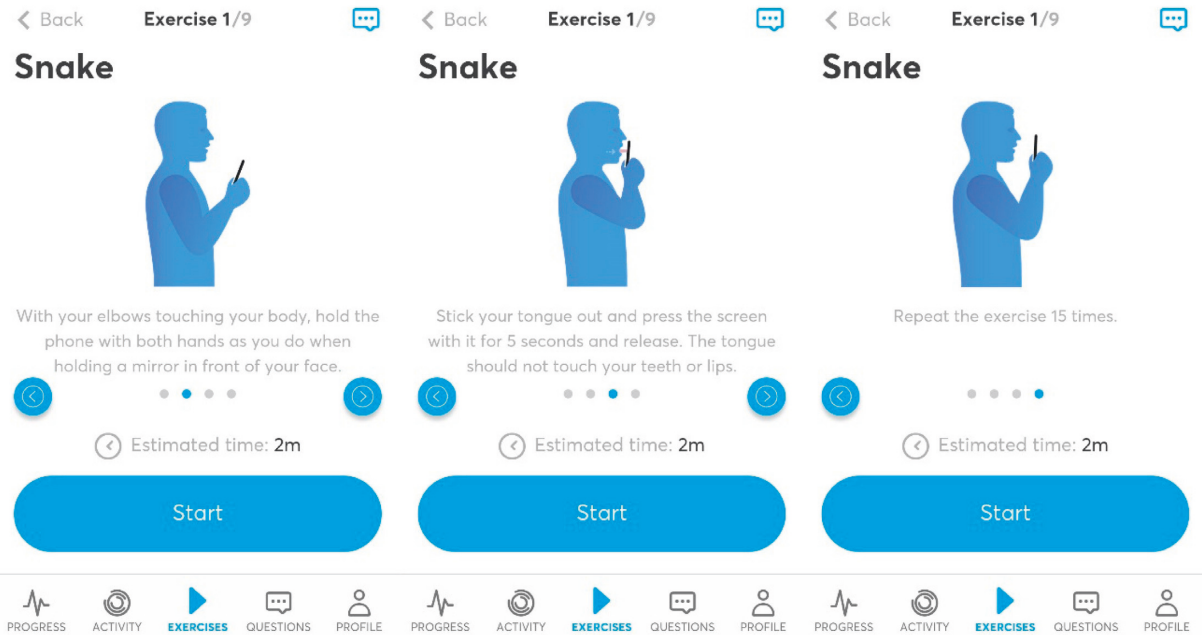 Back
Exercise 1/9
Snake
With your elbows touching your body, hold the
phone with both hands as you do when
holding a mirror in front of your face.
Estimated time: 2m
Start
PROGRESS
ACTIVITY
EXERCISES
QUESTIONS
PROFILE
Back
Exercise 1/9
Snake
Stick your tongue out and press the screen
with it for 5 seconds and release. The tongue
should not touch your teeth or lips.
Estimated time: 2m
Start
PROGRESS
ACTIVITY
EXERCISES
QUESTIONS
PROFILE
Back
Exercise 1/9
Snake
Repeat the exercise 15 times.
Estimated time: 2m
Start
PROGRESS
ACTIVITY
EXERCISES
QUESTIONS
PROFILE